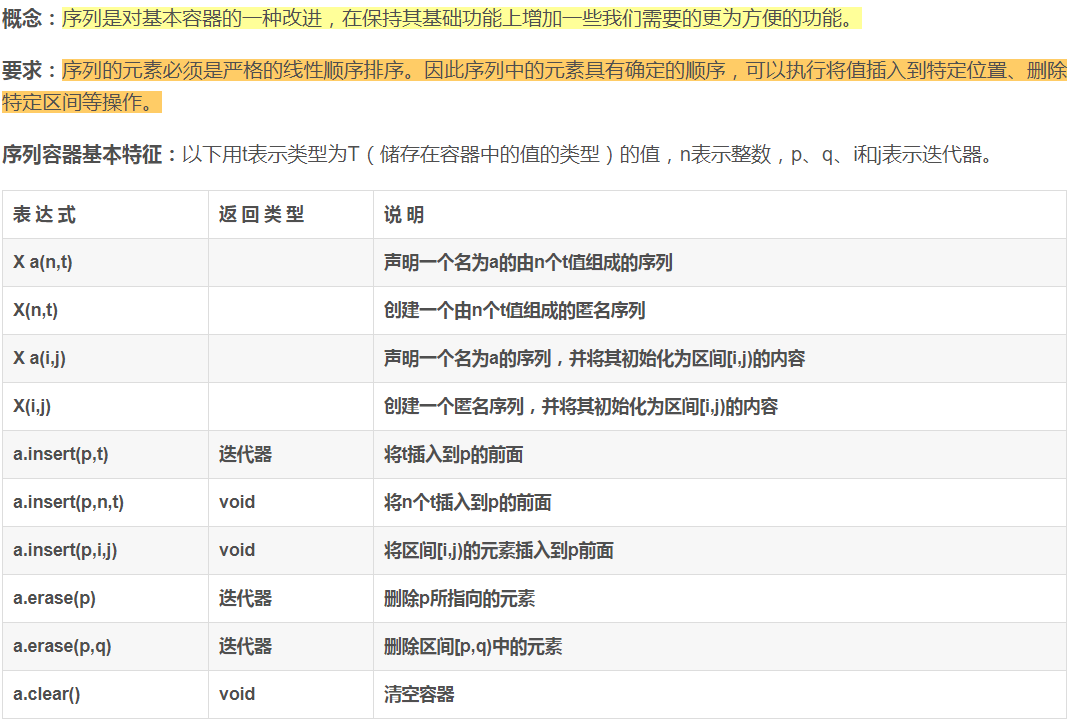 概念：序列是对基本容器的一种改进，在保持其基础功能上增加一些我们需要的更为方便的功能。
要求：序列的元素必须是严格的线性顺序排序。因此序列中的元素具有确定的顺序，可以执行将值插入到特定位置、删除
特定区间等操作。
序列容器基本特征：以下用t表示类型为T（储存在容器中的值的类型）的值，n表示整数，p、q、i和j表示迭代器。
表 达 式 返 回 类 型 说 明
X a(n,t) 声明一个名为a的由n个t值组成的序列
X(n,t) 创建一个由n个t值组成的匿名序列
X a(i,j) 声明一个名为a的序列，并将其初始化为区间[i,j)的内容
X(i,j) 创建一个匿名序列，并将其初始化为区间[i,j)的内容
a.insert(p,t) 迭代器 将t插入到p的前面
a.insert(p,n,t) void 将n个t插入到p的前面
a.insert(p,i,j) void 将区间[i,j)的元素插入到p前面
a.erase(p) 迭代器 删除p所指向的元素
a.erase(p,q) 迭代器 删除区间[p,q)中的元素
a.clear() void 清空容器